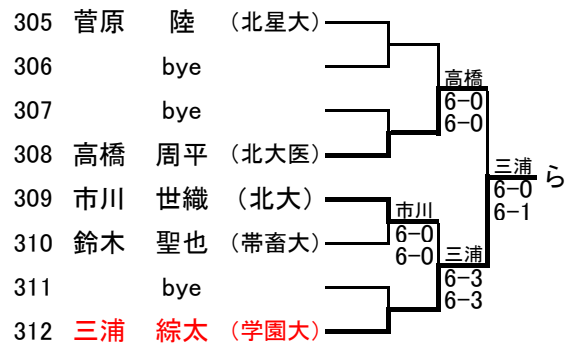 305 菅原 陸 (北星大)
306 bye
307 bye
高橋
6-0
6-0
308 高橋 周平 (北大医)
三浦
6-0
6-1
ら
309 市川 世織 (北大)
市川
6-0
6-0
310 鈴木 聖也 (帯畜大)
三浦
6-3
6-3
311 bye
312 三浦 綜太 (学園大)